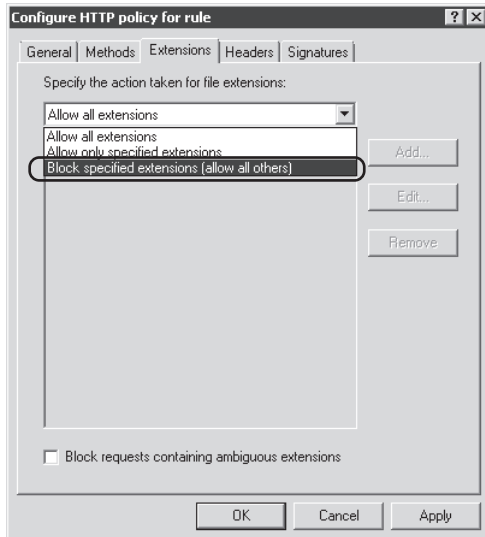 Configure HTTP policy for rule
General Methods Extensions Headers Signatures
Specify the action taken for file extensions:
Allow all extensions
Allow all extensions
Allow only specified extensions
Block specified extensions (allow all others)
Add...
Edit...
Remove
Block requests containing ambiguous extensions
OK Cancel Apply